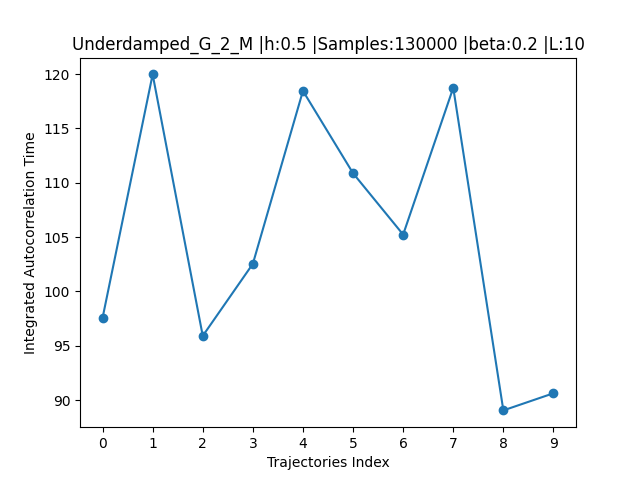 Underdamped_G_2_M |h:0.5 |Samples:130000 |beta:0.2 |L:10
Integrated Autocorrelation Time
120
115
110
105
100
95
90
0 1 2 3 4 5 6 7 8 9
Trajectories Index